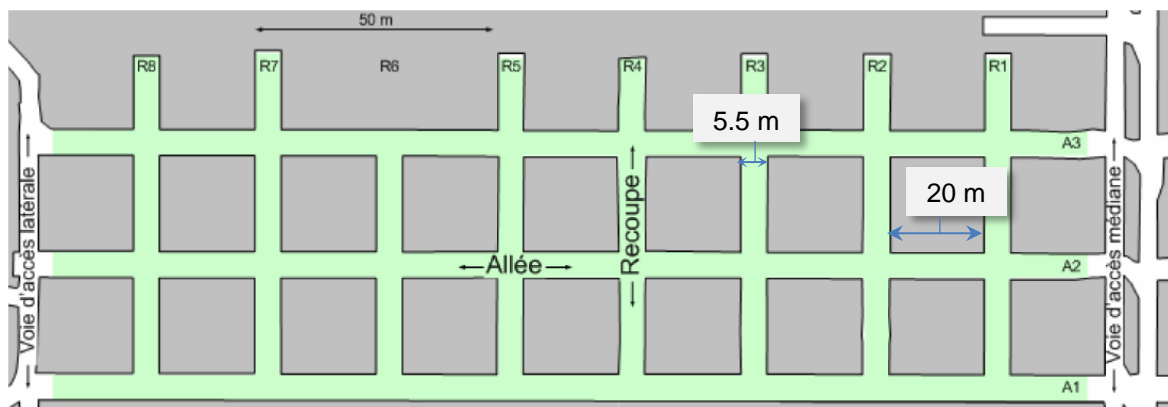 50 m
R8
R7
R6
R5
R4
R3
R2
R1
5.5 m
A3
20 m
Voie d'accès latérale
Recoupe
Allée
Voie d'accès médiane
A2
A1